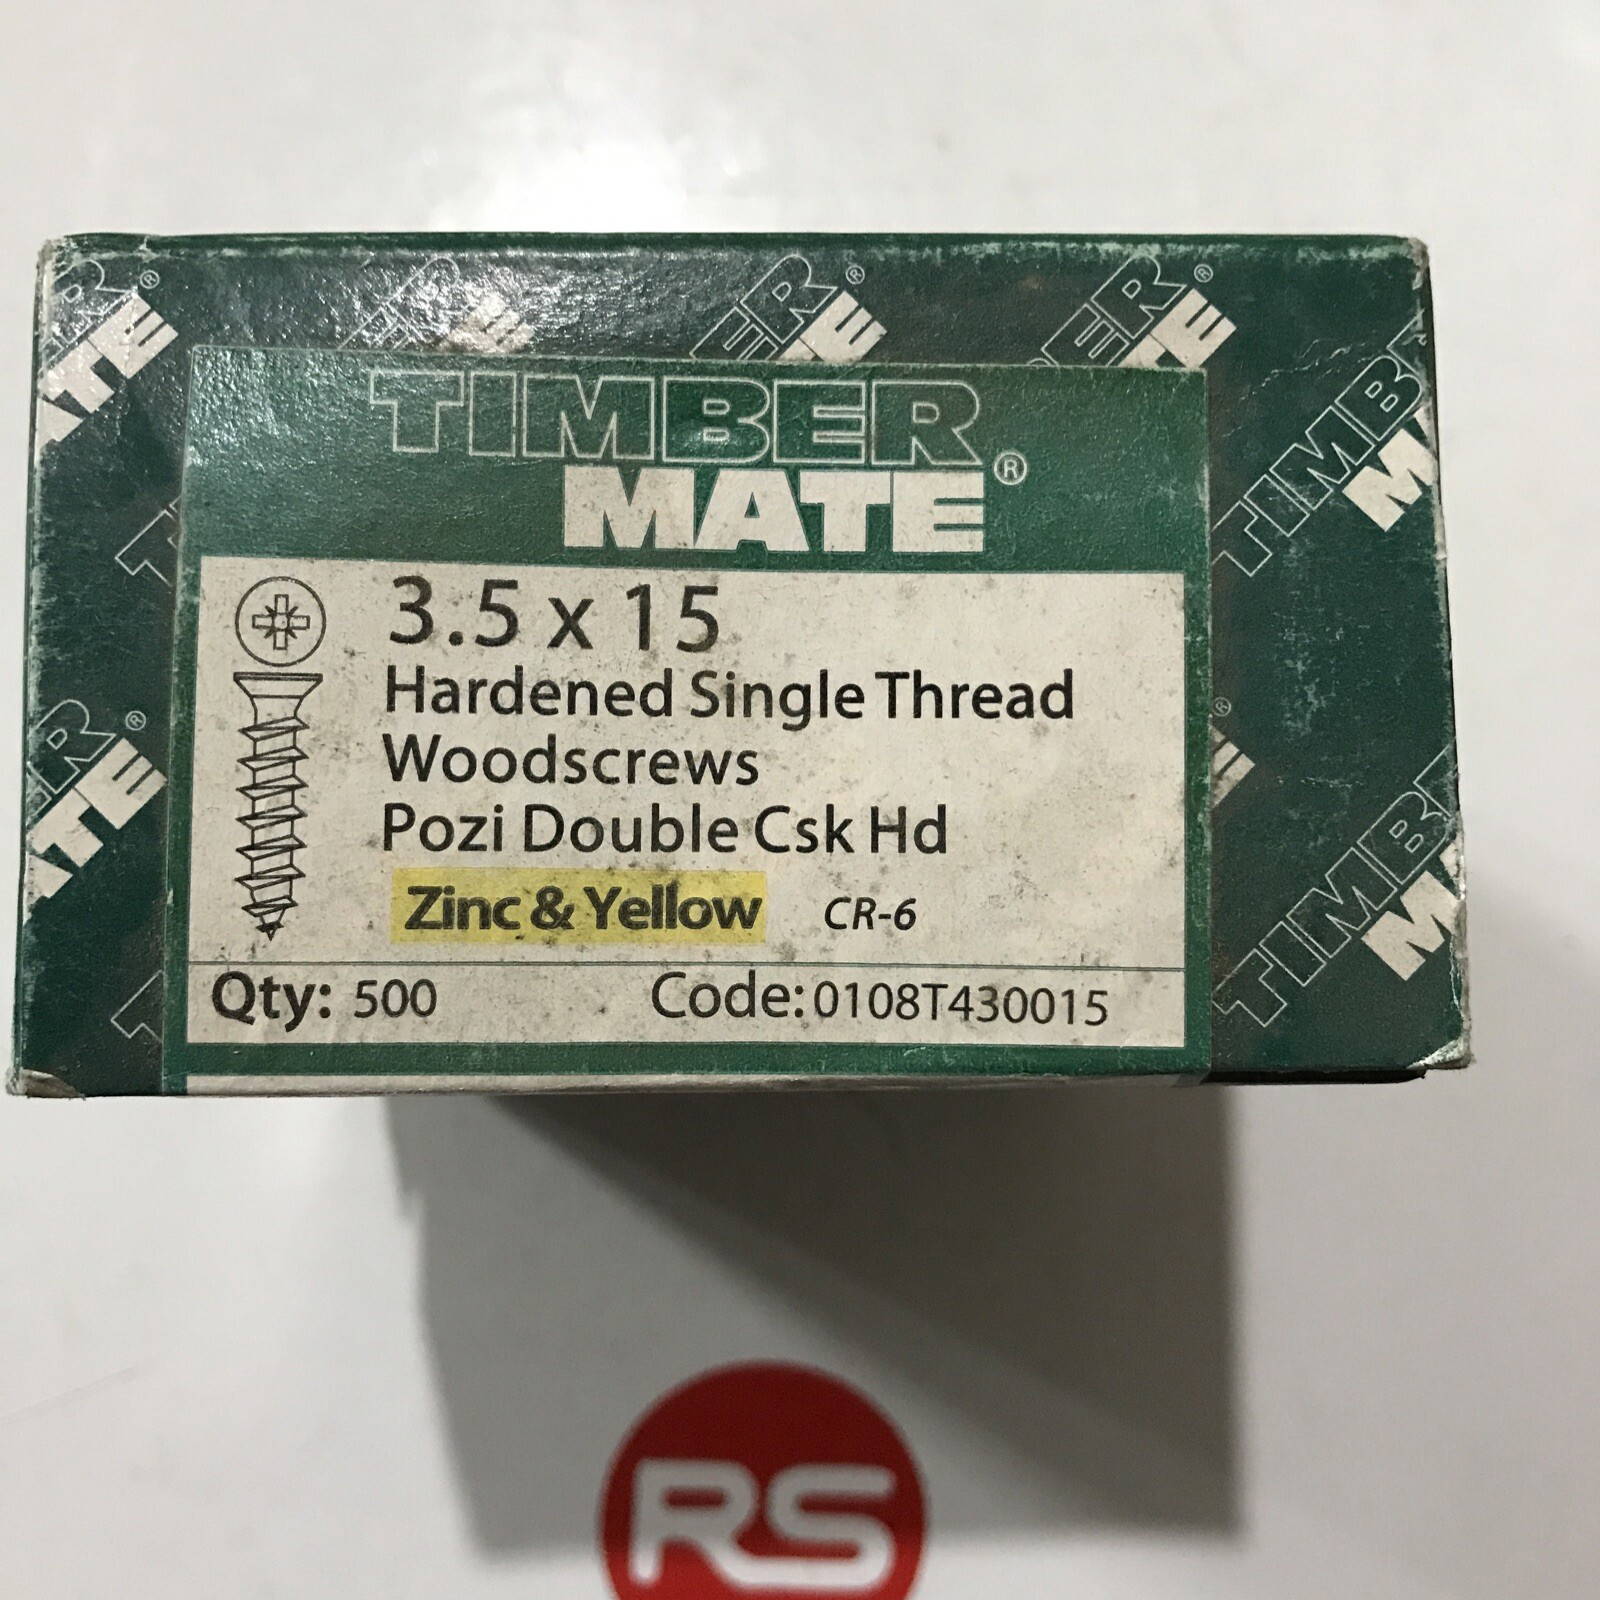 TIMBER
MATE®
3.5 x 15
Hardened Single Thread
Woodscrews
Pozi Double Csk Hd
Zinc & Yellow CR-6
Qty: 500 Code: 0108T430015
RS